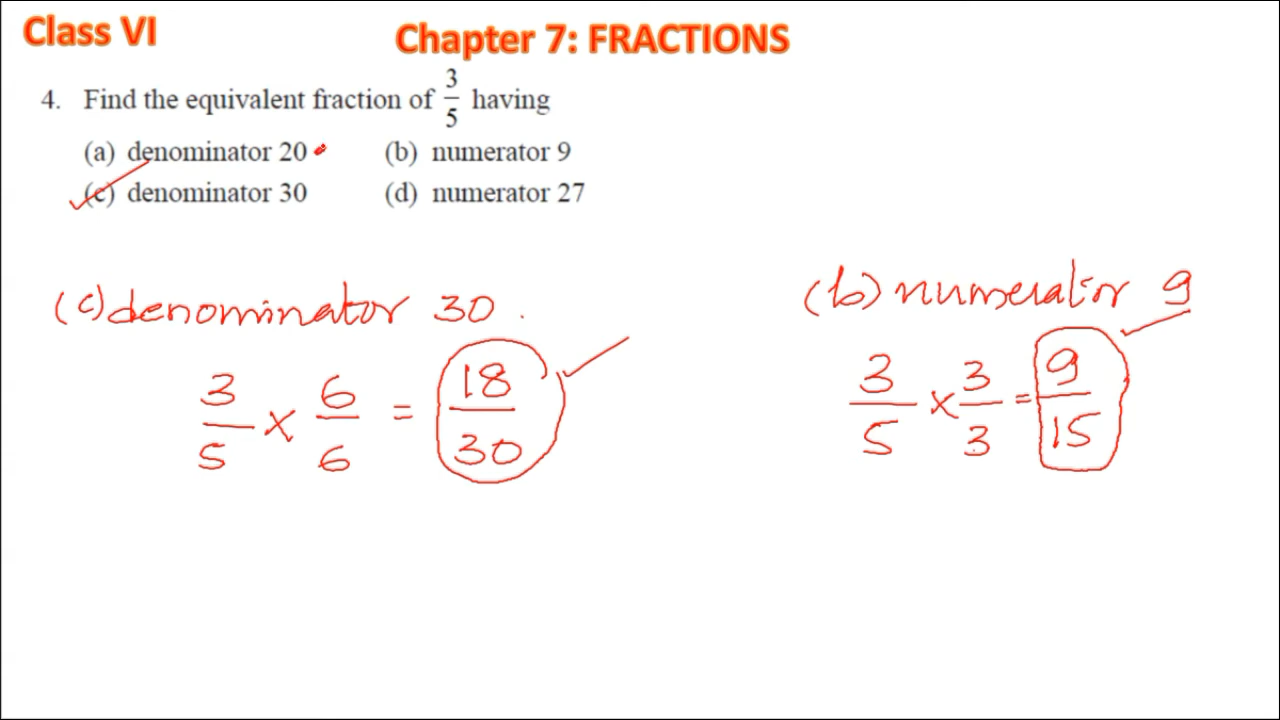 Class VI
Chapter 7: FRACTIONS
4. Find the equivalent fraction of 3/5 having
(a) denominator 20 (b) numerator 9
(c) denominator 30 (d) numerator 27
(c) denominator 30.
3/5 × 6/6 = 18/30
(b) numerator 9
3/5 × 3/3 = 9/15